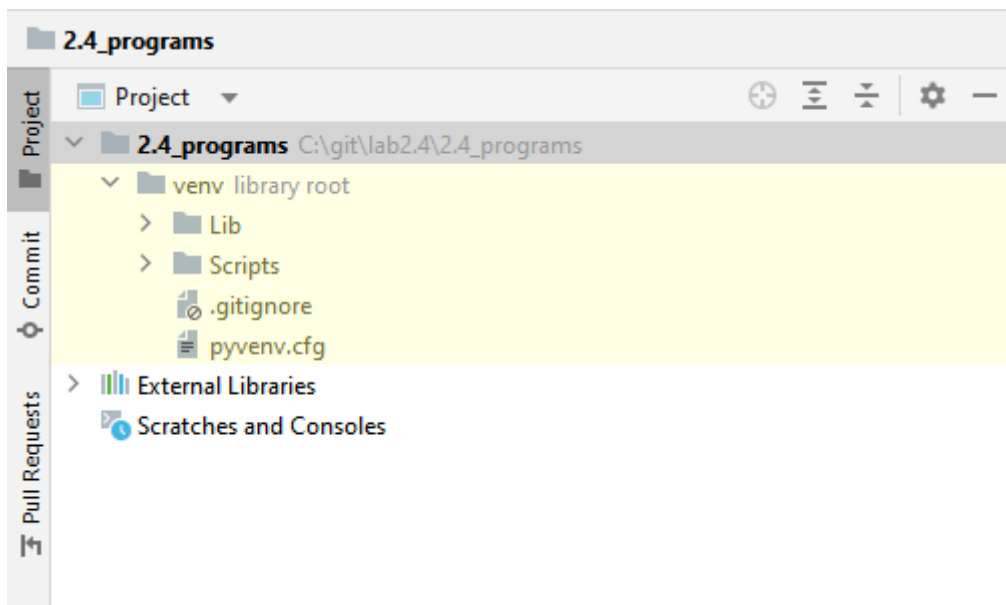 2.4_programs
Project
Project
2.4_programs C:\git\lab2.4\2.4_programs
venv library root
Lib
Scripts
.gitignore
pyvenv.cfg
External Libraries
Scratches and Consoles
Commit
Pull Requests